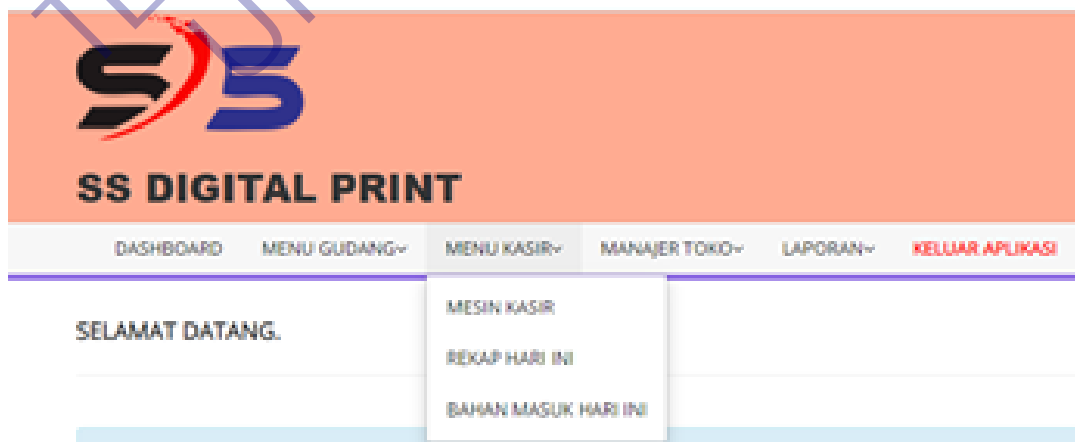 SS DIGITAL PRINT
DASHBOARD MENU GUDANG MENU KASIR MANAJER TOKO LAPORAN KELUAR APLIKASI
MESIN KASIR
SELAMAT DATANG.
REKAP HARI INI
BAHAN MASUK HARI INI